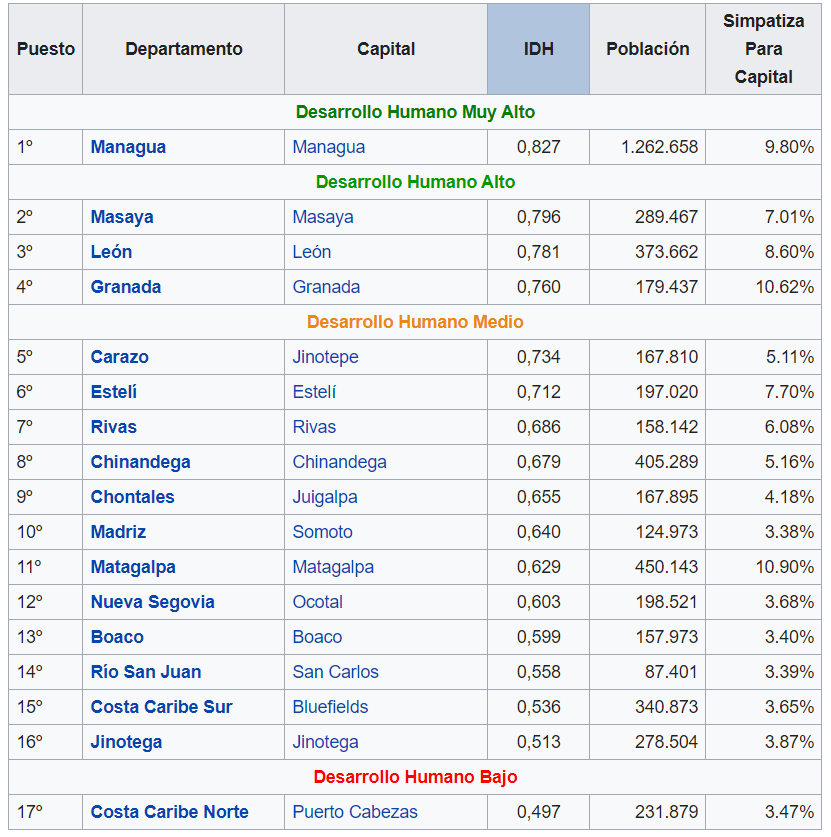 Puesto Departamento Capital IDH Población Simpatiza Para Capital
Desarrollo Humano Muy Alto
1º Managua Managua 0,827 1.262.658 9.80%
Desarrollo Humano Alto
2º Masaya Masaya 0,796 289.467 7.01%
3º León León 0,781 373.662 8.60%
4º Granada Granada 0,760 179.437 10.62%
Desarrollo Humano Medio
5º Carazo Jinotepe 0,734 167.810 5.11%
6º Estelí Estelí 0,712 197.020 7.70%
7º Rivas Rivas 0,686 158.142 6.08%
8º Chinandega Chinandega 0,679 405.289 5.16%
9º Chontales Juigalpa 0,655 167.895 4.18%
10º Madriz Somoto 0,640 124.973 3.38%
11º Matagalpa Matagalpa 0,629 450.143 10.90%
12º Nueva Segovia Ocotal 0,603 198.521 3.68%
13º Boaco Boaco 0,599 157.973 3.40%
14º Río San Juan San Carlos 0,558 87.401 3.39%
15º Costa Caribe Sur Bluefields 0,536 340.873 3.65%
16º Jinotega Jinotega 0,513 278.504 3.87%
Desarrollo Humano Bajo
17º Costa Caribe Norte Puerto Cabezas 0,497 231.879 3.47%